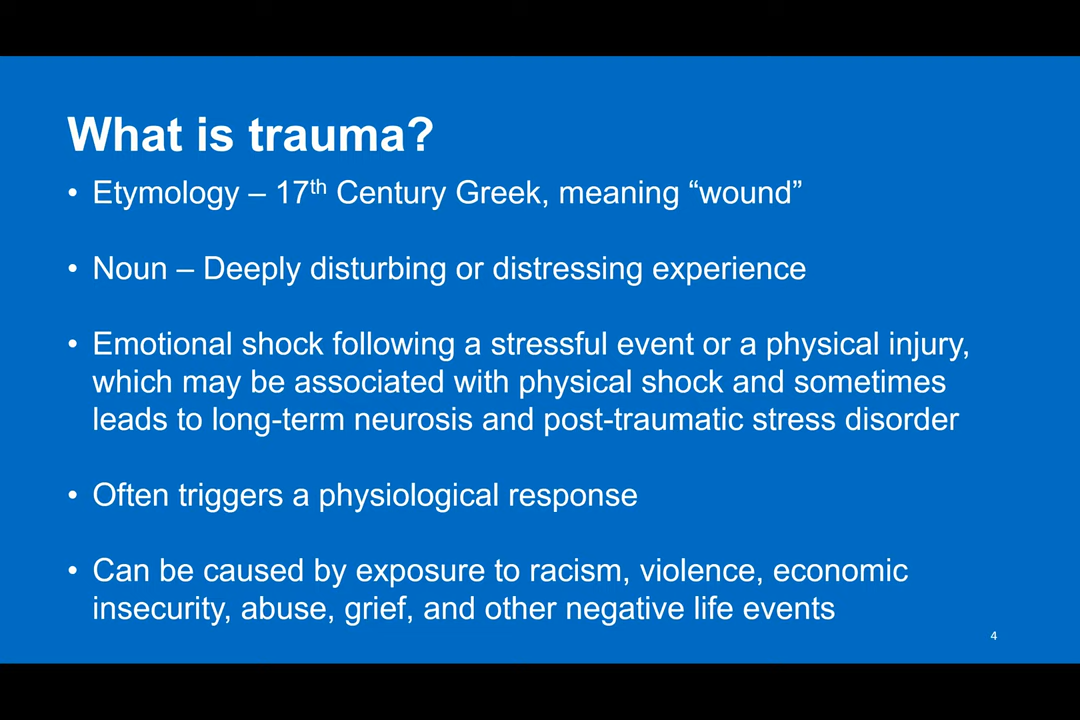 What is trauma?
• Etymology – 17th Century Greek, meaning “wound”
• Noun – Deeply disturbing or distressing experience
• Emotional shock following a stressful event or a physical injury,
which may be associated with physical shock and sometimes
leads to long-term neurosis and post-traumatic stress disorder
• Often triggers a physiological response
• Can be caused by exposure to racism, violence, economic
insecurity, abuse, grief, and other negative life events
4